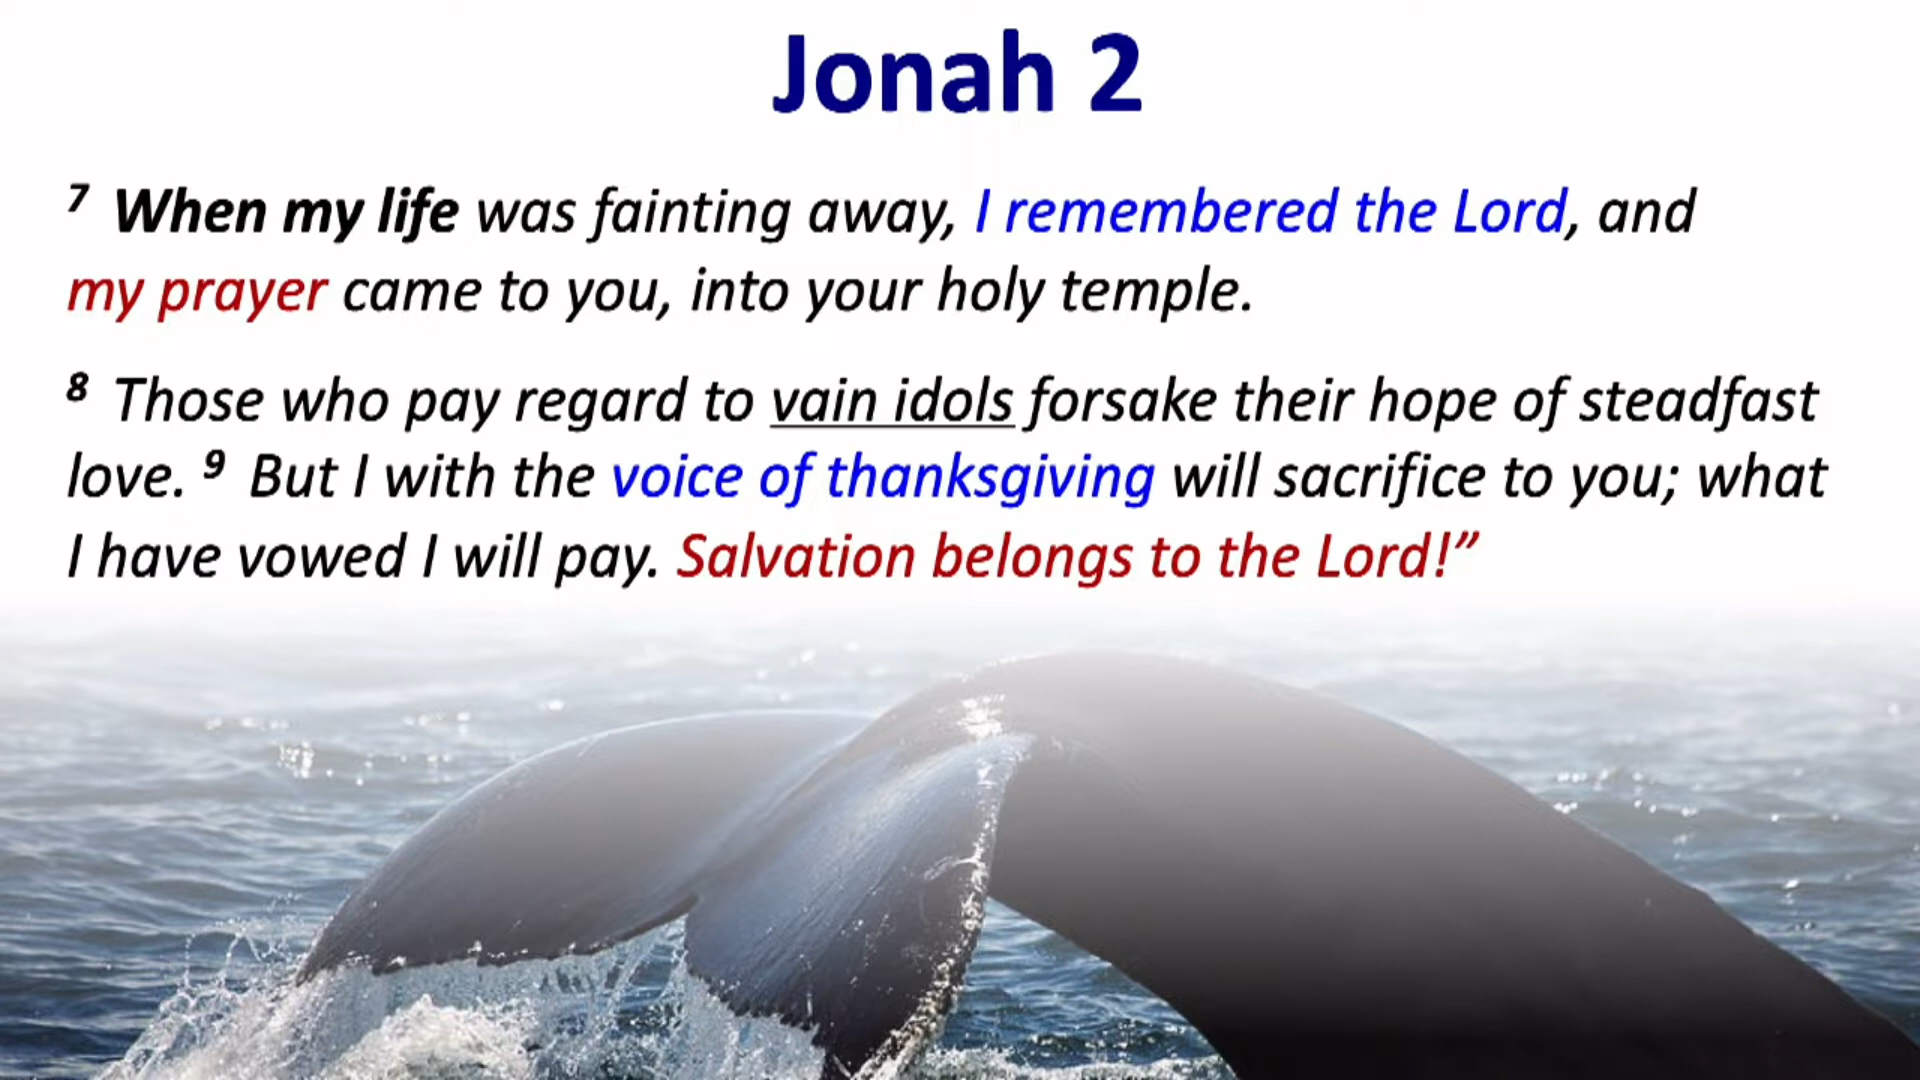 Jonah 2
7 When my life was fainting away, I remembered the Lord, and
my prayer came to you, into your holy temple.
8 Those who pay regard to vain idols forsake their hope of steadfast
love. 9 But I with the voice of thanksgiving will sacrifice to you; what
I have vowed I will pay. Salvation belongs to the Lord!”